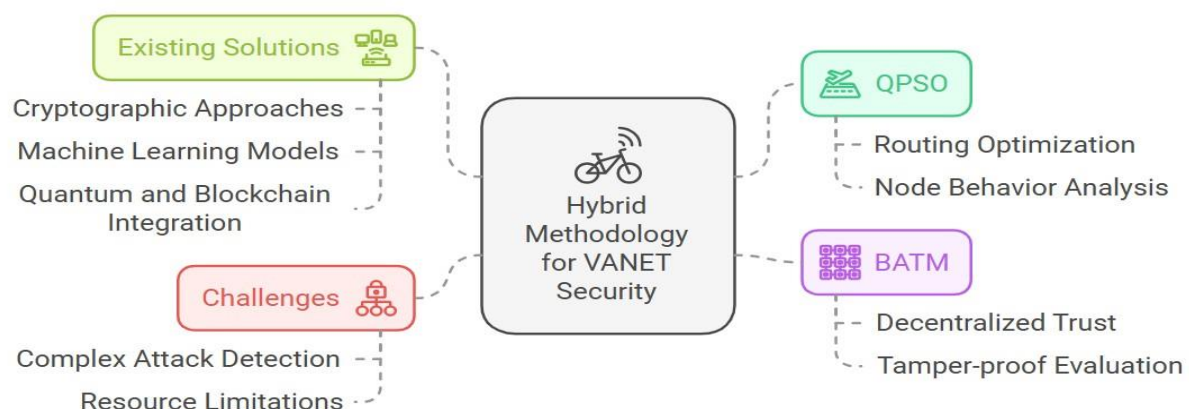 Existing Solutions
Cryptographic Approaches
Machine Learning Models
Quantum and Blockchain
Integration
Challenges
Complex Attack Detection
Resource Limitations
Hybrid
Methodology
for VANET
Security
QPSO
Routing Optimization
Node Behavior Analysis
BATM
Decentralized Trust
Tamper-proof Evaluation